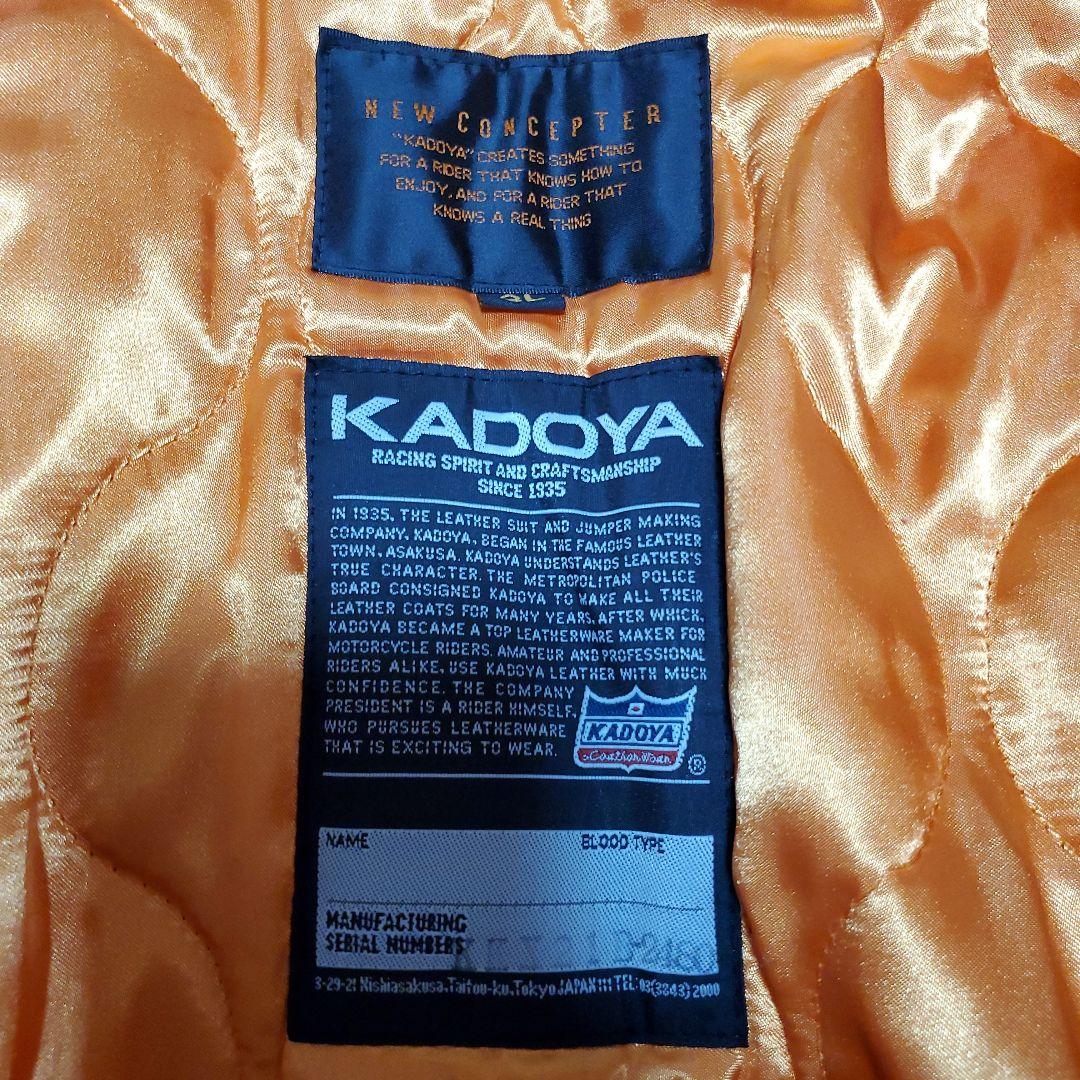 NEW CONCEPTER
"KADOYA" CREATES SOMETHING
FOR A RIDER THAT KNOWS HOW TO
ENJOY, AND FOR A RIDER THAT
KNOWS A REAL THING
KADOYA
RACING SPIRIT AND CRAFTSMANSHIP
SINCE 1935
IN 1935, THE LEATHER SUIT AND JUMPER MAKING
COMPANY, KADOYA, BEGAN IN THE FAMOUS LEATHER
TOWN, ASAKUSA. KADOYA UNDERSTANDS LEATHER'S
TRUE CHARACTER. THE METROPOLITAN POLICE
BOARD CONSIGNED KADOYA TO MAKE ALL THEIR
LEATHER COATS FOR MANY YEARS, AFTER WHICH,
KADOYA BECAME A TOP LEATHERWARE MAKER FOR
MOTORCYCLE RIDERS. AMATEUR AND PROFESSIONAL
RIDERS ALIKE, USE KADOYA LEATHER WITH MUCH
CONFIDENCE. THE COMPANY
PRESIDENT IS A RIDER HIMSELF,
WHO PURSUES LEATHERWARE
THAT IS EXCITING TO WEAR.
KADOYA
Leather Wear
®
NAME BLOOD TYPE
MANUFACTURING
SERIAL NUMBERS
3-29-21 Nishiasakusa, Taitou-ku, Tokyo JAPAN 111 TEL: 03(3843)2000